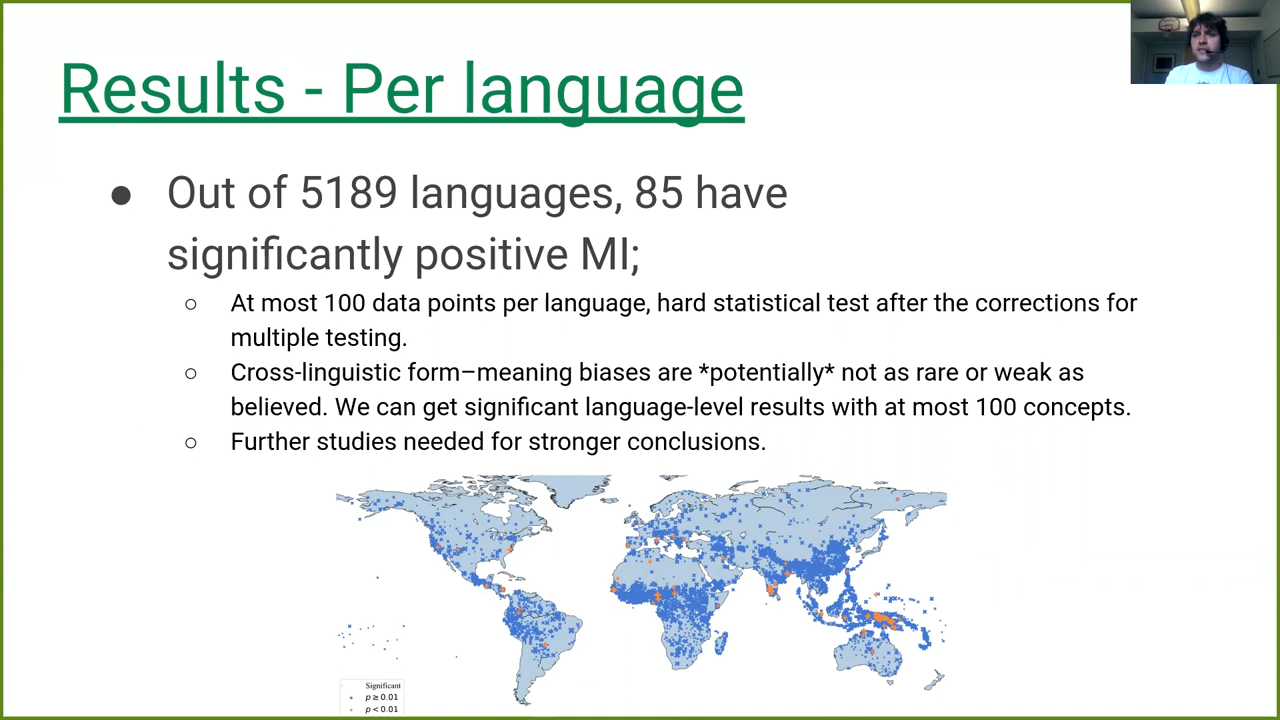 Results - Per language
● Out of 5189 languages, 85 have
significantly positive MI;
○ At most 100 data points per language, hard statistical test after the corrections for
multiple testing.
○ Cross-linguistic form–meaning biases are *potentially* not as rare or weak as
believed. We can get significant language-level results with at most 100 concepts.
○ Further studies needed for stronger conclusions.
Significant
p ≥ 0.01
p < 0.01